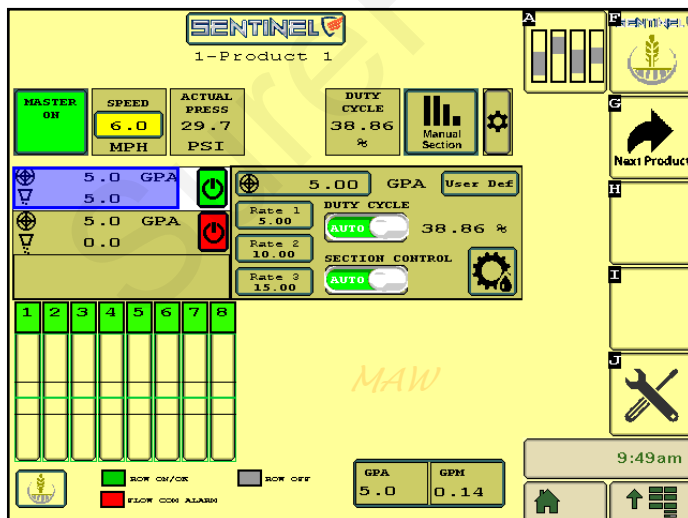 SENTINEL
1-Product 1
A
F
SENTINEL
MASTER
ON
SPEED
6.0
MPH
ACTUAL
PRESS
29.7
PSI
DUTY
CYCLE
38.86
%
Manual
Section
G
Next Product
5.0 GPA
5.0
5.0 GPA
0.0
5.00 GPA User Def
Rate 1
5.00
Rate 2
10.00
Rate 3
15.00
DUTY CYCLE
AUTO 38.86 %
SECTION CONTROL
AUTO
H
I
1 2 3 4 5 6 7 8
MAW
J
ROW ON/OK
ROW OFF
FLOW COM ALARM
GPA
5.0
GPM
0.14
9:49am